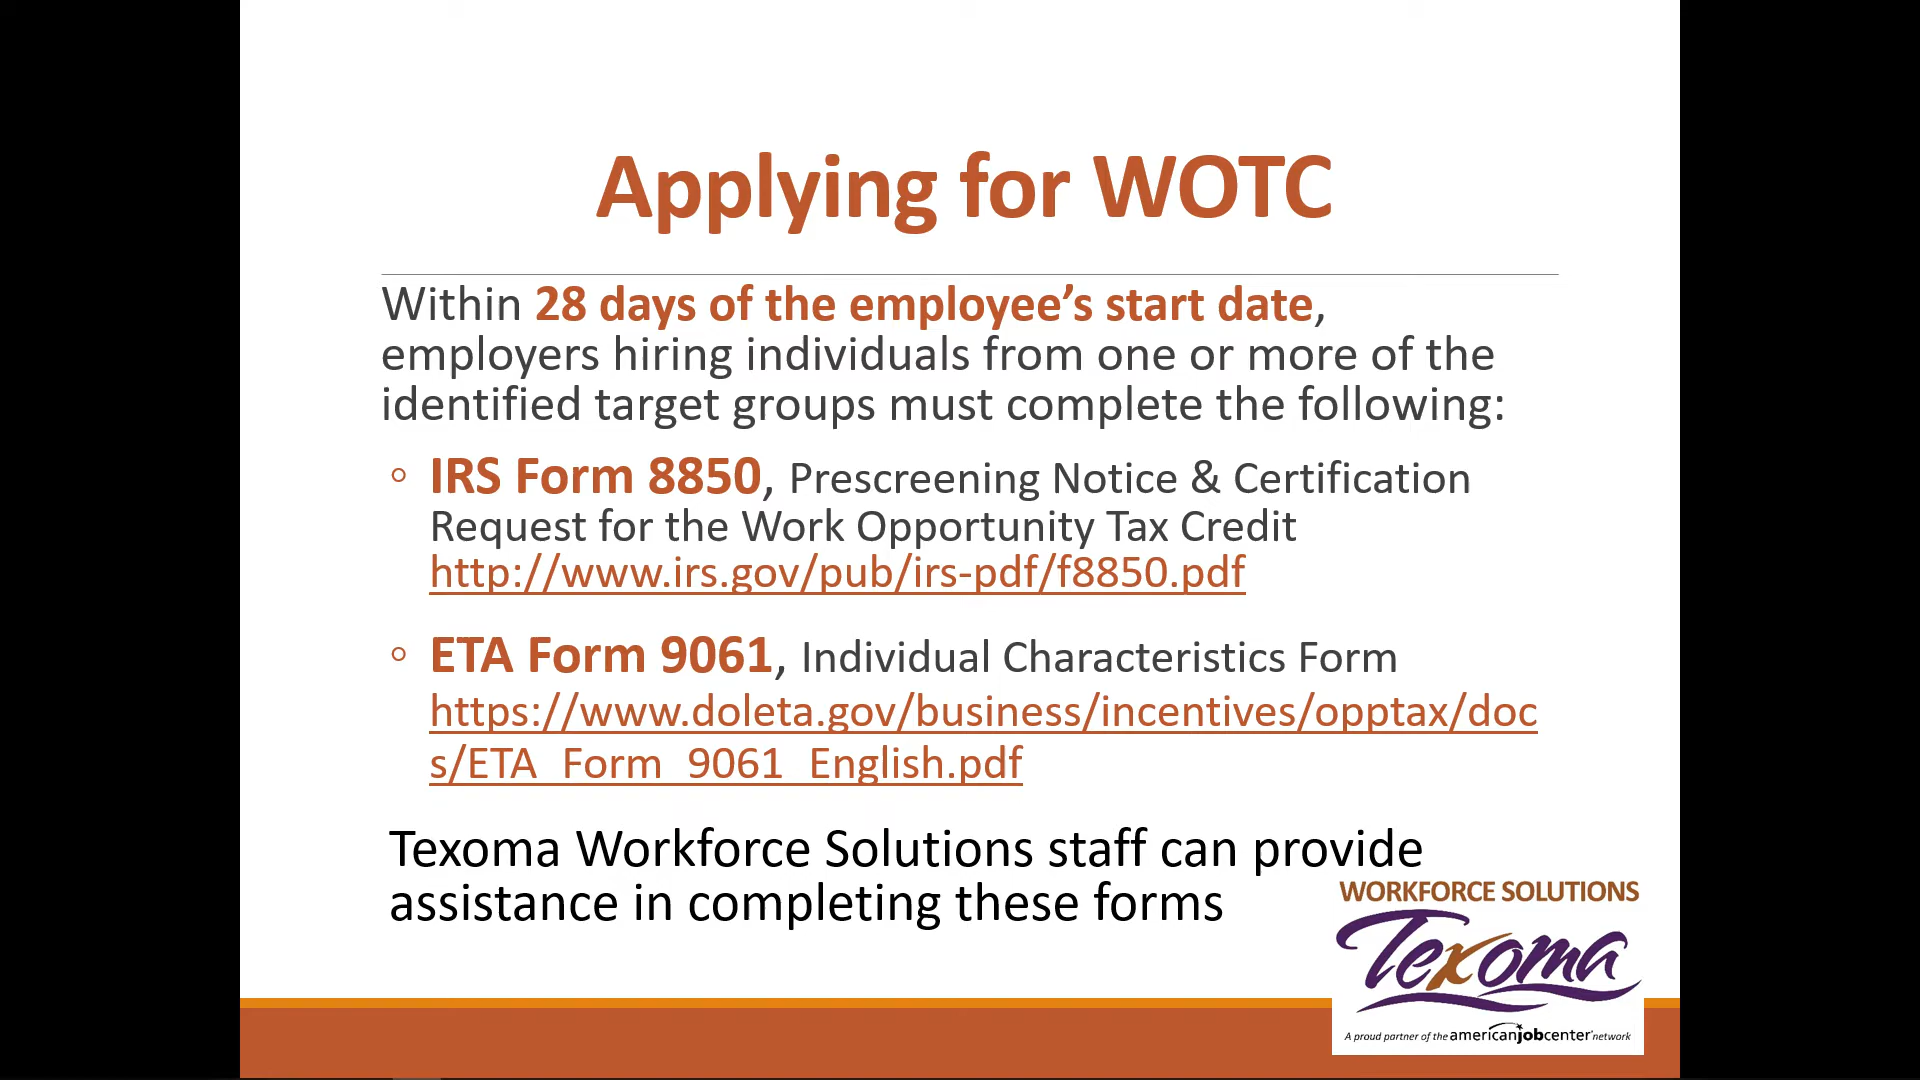 Applying for WOTC
Within 28 days of the employee’s start date,
employers hiring individuals from one or more of the
identified target groups must complete the following:
◦ IRS Form 8850, Prescreening Notice & Certification
Request for the Work Opportunity Tax Credit
http://www.irs.gov/pub/irs-pdf/f8850.pdf
◦ ETA Form 9061, Individual Characteristics Form
https://www.doleta.gov/business/incentives/opptax/doc
s/ETA_Form_9061_English.pdf
Texoma Workforce Solutions staff can provide
assistance in completing these forms
WORKFORCE SOLUTIONS
Texoma
A proud partner of the americanjobcenter network